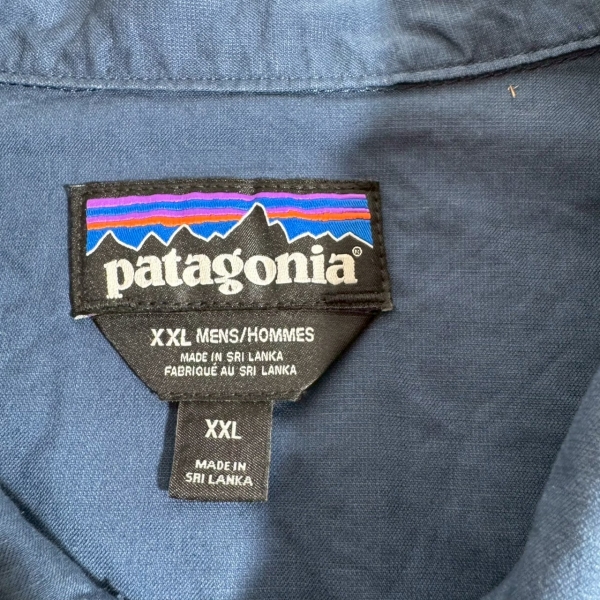 patagonia®
XXL MENS/HOMMES
MADE IN SRI LANKA
FABRIQUÉ AU SRI LANKA
XXL
MADE IN
SRI LANKA